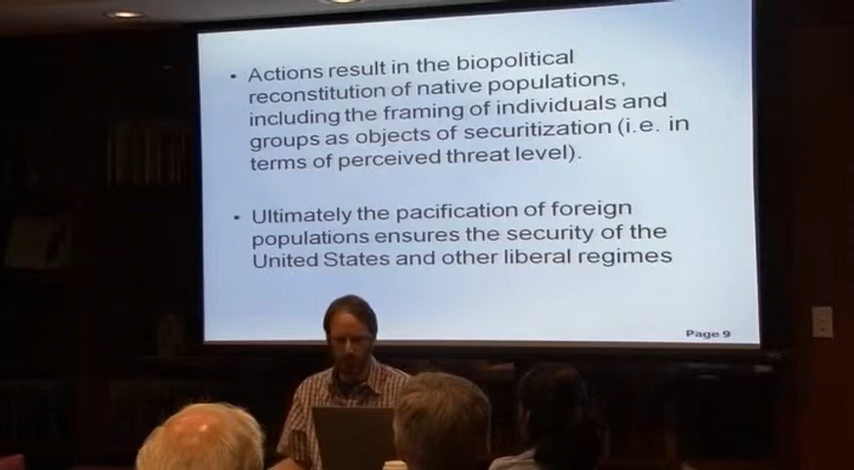 • Actions result in the biopolitical
reconstitution of native populations,
including the framing of individuals and
groups as objects of securitization (i.e. in
terms of perceived threat level).
• Ultimately the pacification of foreign
populations ensures the security of the
United States and other liberal regimes
Page 9